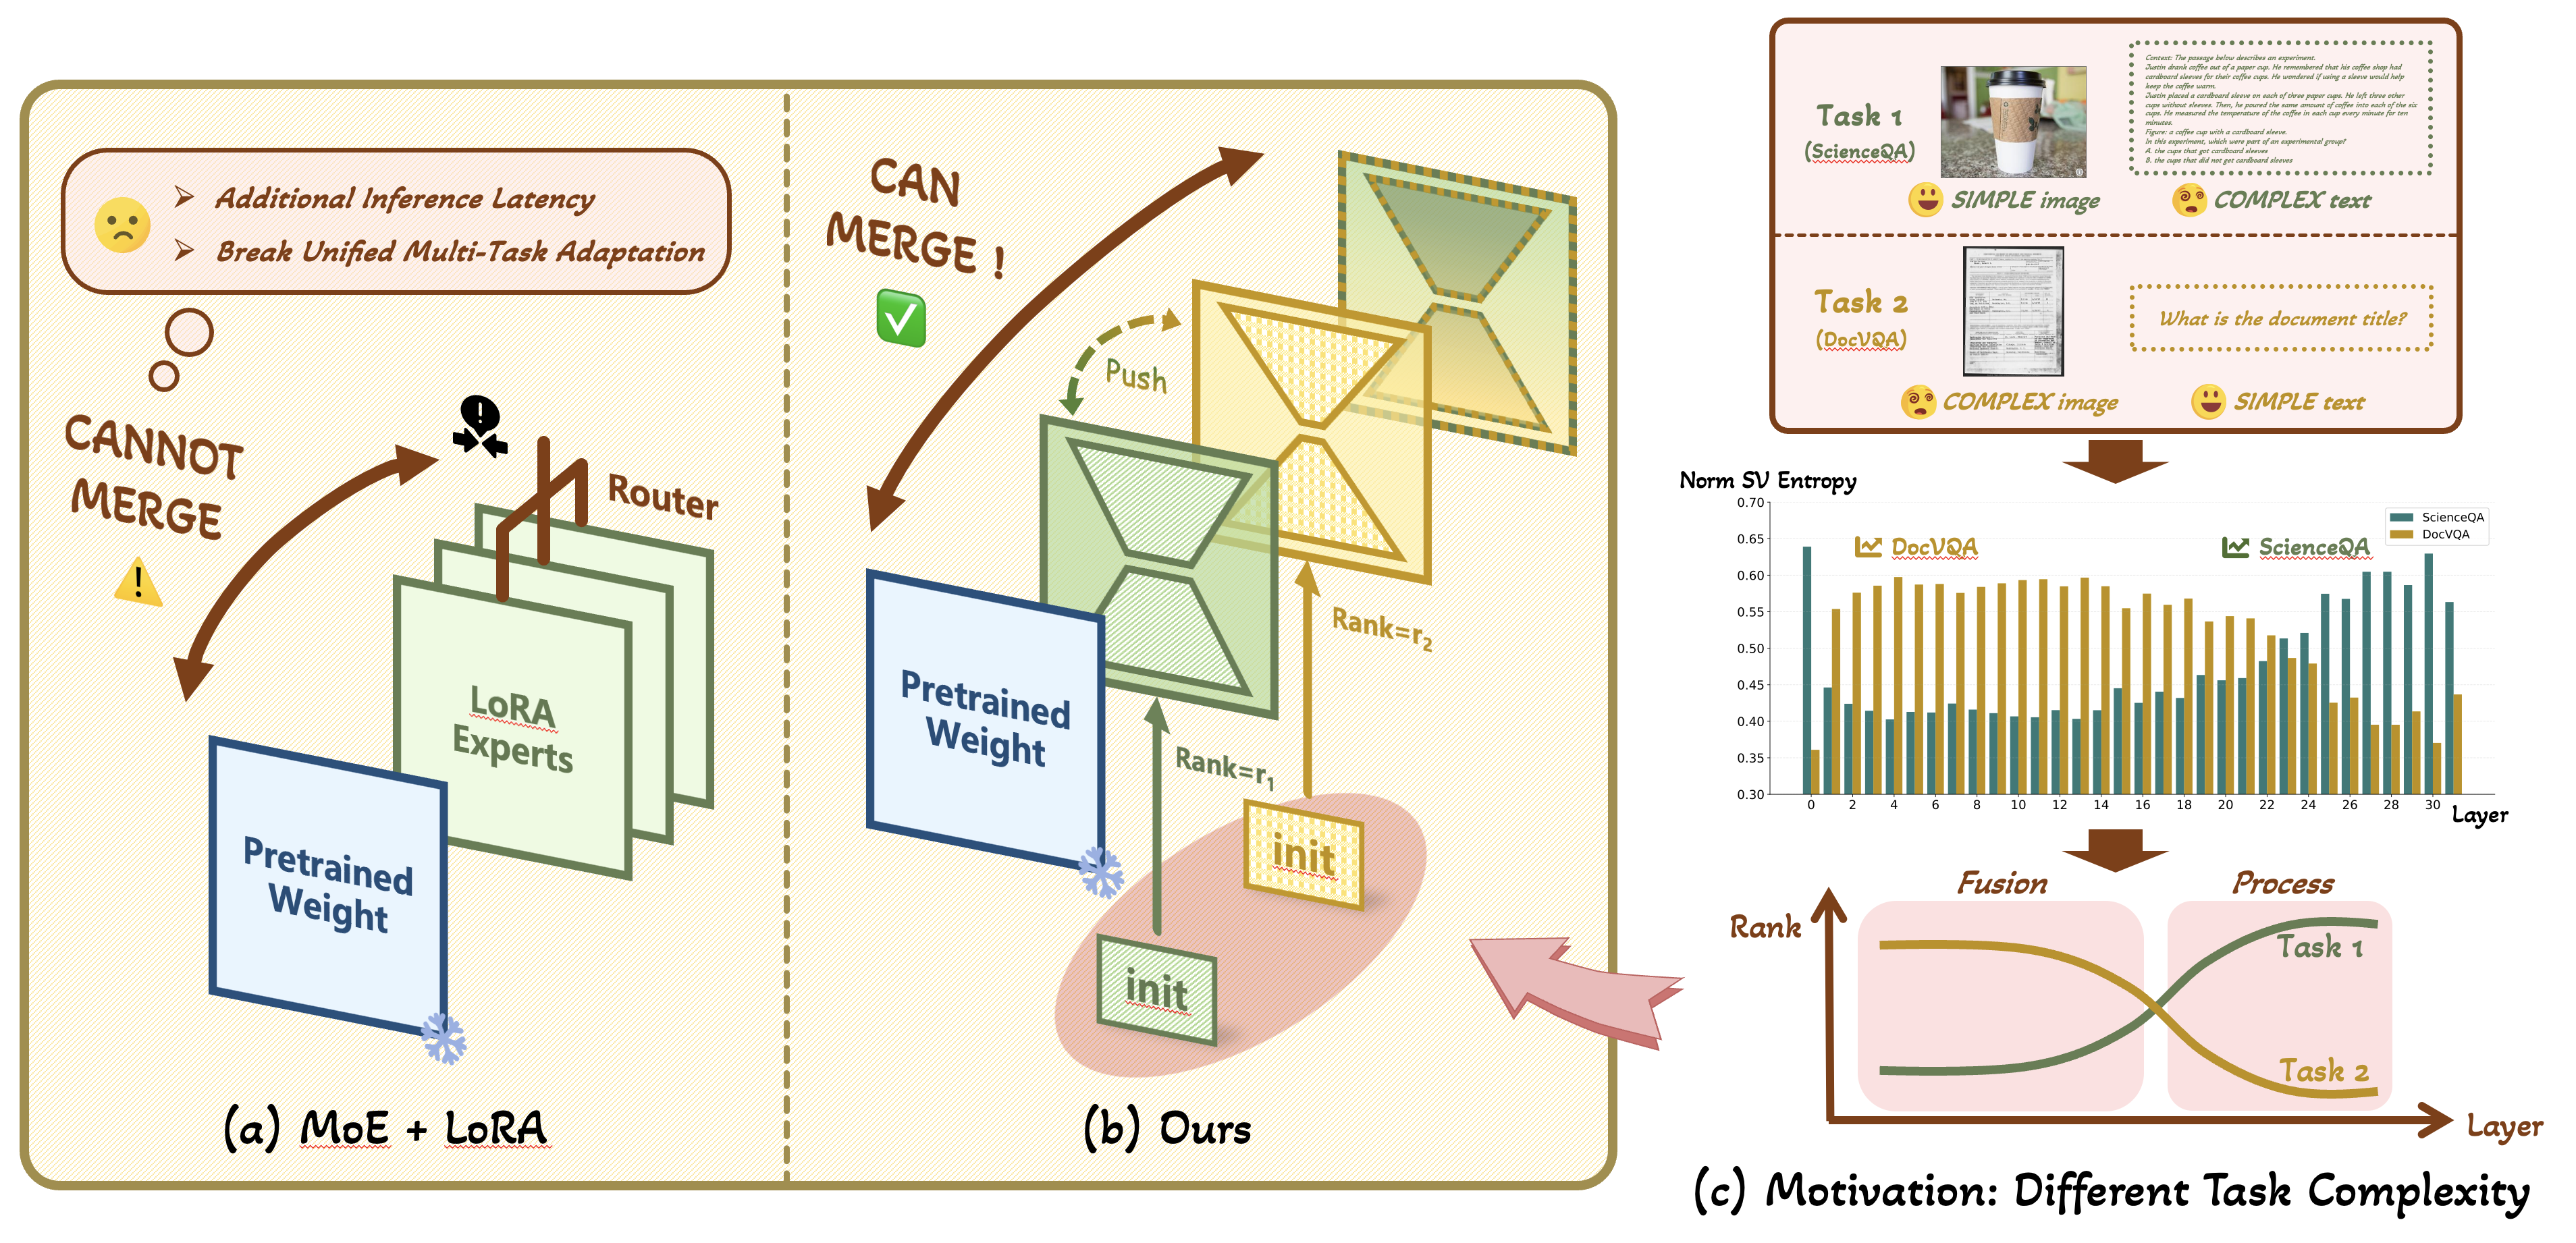 Additional Inference Latency
Break Unified Multi-Task Adaptation
CANNOT
MERGE
Router
LoRA
Experts
Pretrained
Weight
(a) MoE + LoRA
CAN
MERGE !
Push
Pretrained
Weight
Rank=r₂
Rank=r₁
init
init
(b) Ours
Task 1
(ScienceQA)
Context: The passage below describes an experiment.
Justin drank coffee out of a paper cup. He remembered that his coffee shop had
cardboard sleeves for their coffee cups. He wondered if using a sleeve would help
keep the coffee warm.
Justin placed a cardboard sleeve on each of three paper cups. He left three other
cups without sleeves. Then, he poured the same amount of coffee into each of the six
cups. He measured the temperature of the coffee in each cup every minute for ten
minutes.
Figure: a coffee cup with a cardboard sleeve.
In this experiment, which were part of an experimental group?
A. the cups that got cardboard sleeves
B. the cups that did not get cardboard sleeves
SIMPLE image
COMPLEX text
Task 2
(DocVQA)
What is the document title?
COMPLEX image
SIMPLE text
Norm SV Entropy
0.70
0.65
0.60
0.55
0.50
0.45
0.40
0.35
0.30
DocVQA
ScienceQA
ScienceQA
DocVQA
0 2 4 6 8 10 12 14 16 18 20 22 24 26 28 30
Layer
Fusion
Process
Rank
Task 1
Task 2
Layer
(c) Motivation: Different Task Complexity